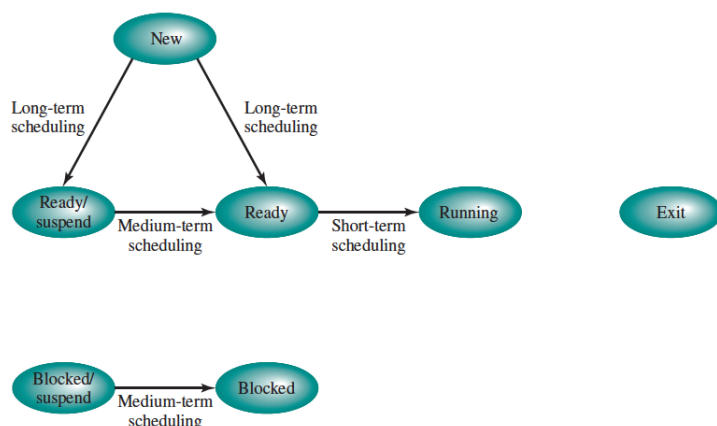 New
Long-term
scheduling
Long-term
scheduling
Ready/
suspend
Medium-term
scheduling
Ready
Short-term
scheduling
Running
Exit
Blocked/
suspend
Medium-term
scheduling
Blocked